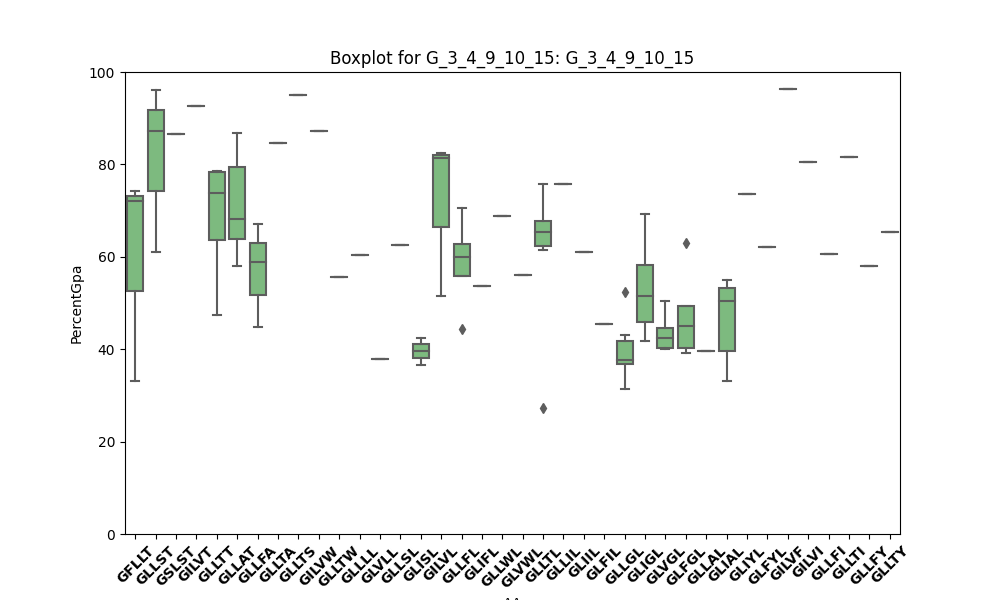 Boxplot for G_3_4_9_10_15: G_3_4_9_10_15
PercentGpa
100
80
60
40
20
0
GFLLT
GLLST
GSLST
GILVT
GLLTT
GLLAT
GLLFA
GLLTA
GLLTS
GILVW
GLLTW
GLLLL
GLVLL
GLLSL
GLISL
GILVL
GLLFL
GLIFL
GLLWL
GLVWL
GLLTL
GLLIL
GLIIL
GLFIL
GLLGL
GLIGL
GLVGL
GLFGL
GLLAL
GLIAL
GLIYL
GLFYL
GILVF
GILVI
GLLFI
GLLTI
GLLFY
GLLTY